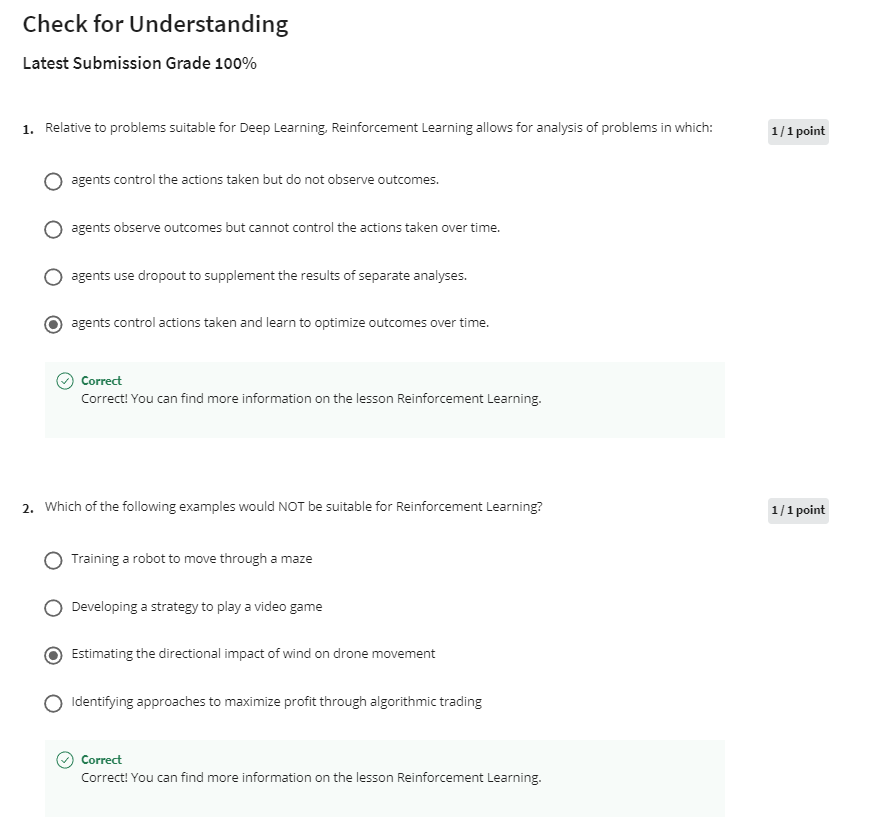 Check for Understanding
Latest Submission Grade 100%
1. Relative to problems suitable for Deep Learning, Reinforcement Learning allows for analysis of problems in which: 1 / 1 point
agents control the actions taken but do not observe outcomes.
agents observe outcomes but cannot control the actions taken over time.
agents use dropout to supplement the results of separate analyses.
agents control actions taken and learn to optimize outcomes over time.
Correct
Correct! You can find more information on the lesson Reinforcement Learning.
2. Which of the following examples would NOT be suitable for Reinforcement Learning? 1 / 1 point
Training a robot to move through a maze
Developing a strategy to play a video game
Estimating the directional impact of wind on drone movement
Identifying approaches to maximize profit through algorithmic trading
Correct
Correct! You can find more information on the lesson Reinforcement Learning.